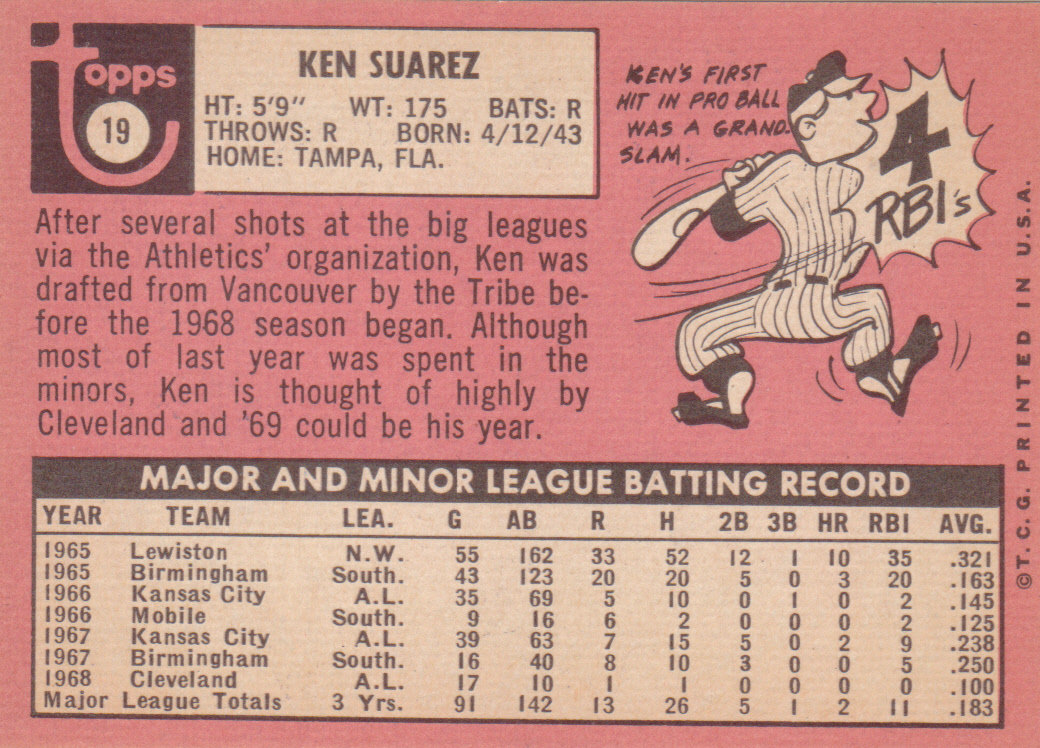 topps
19
KEN SUAREZ
HT: 5'9" WT: 175 BATS: R
THROWS: R BORN: 4/12/43
HOME: TAMPA, FLA.
After several shots at the big leagues
via the Athletics' organization, Ken was
drafted from Vancouver by the Tribe be-
fore the 1968 season began. Although
most of last year was spent in the
minors, Ken is thought of highly by
Cleveland and '69 could be his year.
KEN'S FIRST
HIT IN PRO BALL
WAS A GRAND
SLAM.
4
RBI's
MAJOR AND MINOR LEAGUE BATTING RECORD
YEAR TEAM LEA. G AB R H 2B 3B HR RBI AVG.
1965 Lewiston N.W. 55 162 33 52 12 1 10 35 .321
1965 Birmingham South. 43 123 20 20 5 0 3 20 .163
1966 Kansas City A.L. 35 69 5 10 0 1 0 2 .145
1966 Mobile South. 9 16 6 2 0 0 0 2 .125
1967 Kansas City A.L. 39 63 7 15 5 0 2 9 .238
1967 Birmingham South. 16 40 8 10 3 0 0 5 .250
1968 Cleveland A.L. 17 10 1 1 0 0 0 0 .100
Major League Totals 3 Yrs. 91 142 13 26 5 1 2 11 .183
©T.C.G. PRINTED IN U.S.A.